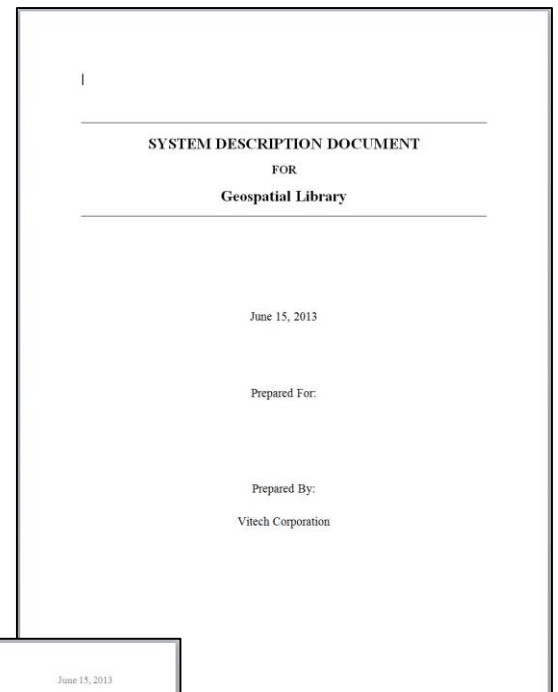 SYSTEM DESCRIPTION DOCUMENT
FOR
Geospatial Library
June 15, 2013
Prepared For:
Prepared By:
Vitech Corporation
June 15, 2013